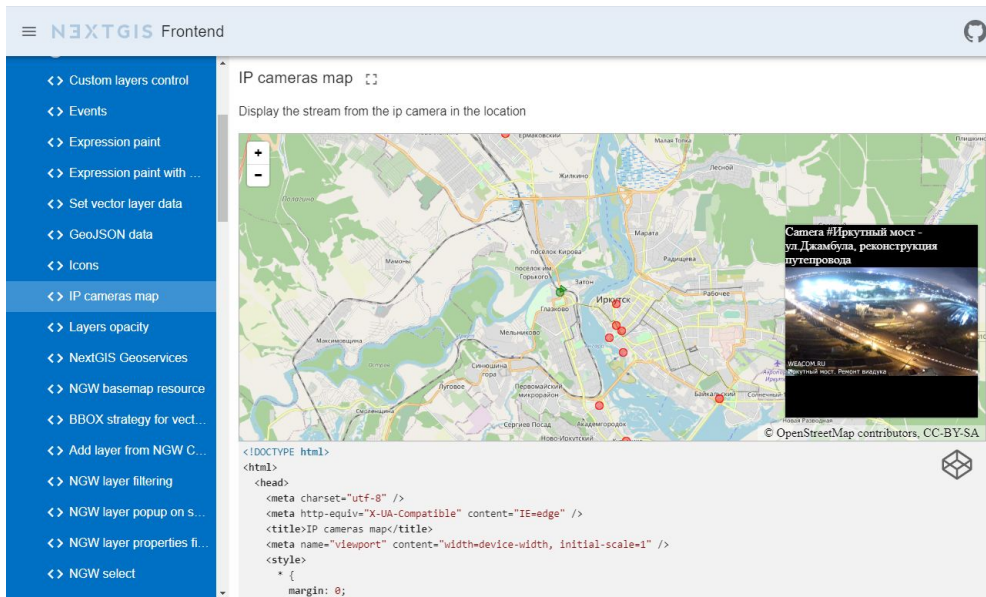 NEXTGIS Frontend
Custom layers control
Events
Expression paint
Expression paint with ...
Set vector layer data
GeoJSON data
Icons
IP cameras map
Layers opacity
NextGIS Geoservices
NGW basemap resource
BBOX strategy for vect...
Add layer from NGW C...
NGW layer filtering
NGW layer popup on s...
NGW layer properties fi...
NGW select
IP cameras map
Display the stream from the ip camera in the location
+
-
Ермаковский
Малая Топка
Жилкино
Лесной
Мамоны
посёлок Кирова
Марата
Радищева
посёлок им.
Горького
Затон
Иркутск
Рабочее
Глазково
Мельниково
Максимовщина
Синюшина
гора
Луговое
Первомайский
микрорайон
Смоленщина
Байкальский
Солнечный
Сергиев Посад
Академгородок
Ново-Иркутский
Новая Разводная
Camera #Иркутный мост -
ул.Джамбула, реконструкция
путепровода
WEACOM.RU
Иркутный мост. Ремонт виадука
© OpenStreetMap contributors, CC-BY-SA
<!DOCTYPE html>
<html>
<head>
<meta charset="utf-8" />
<meta http-equiv="X-UA-Compatible" content="IE=edge" />
<title>IP cameras map</title>
<meta name="viewport" content="width=device-width, initial-scale=1" />
<style>
* {
margin: 0;